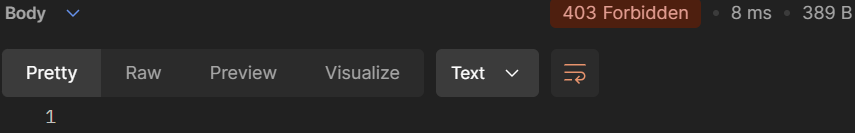 Body 403 Forbidden • 8 ms • 389 B
Pretty Raw Preview Visualize Text
1